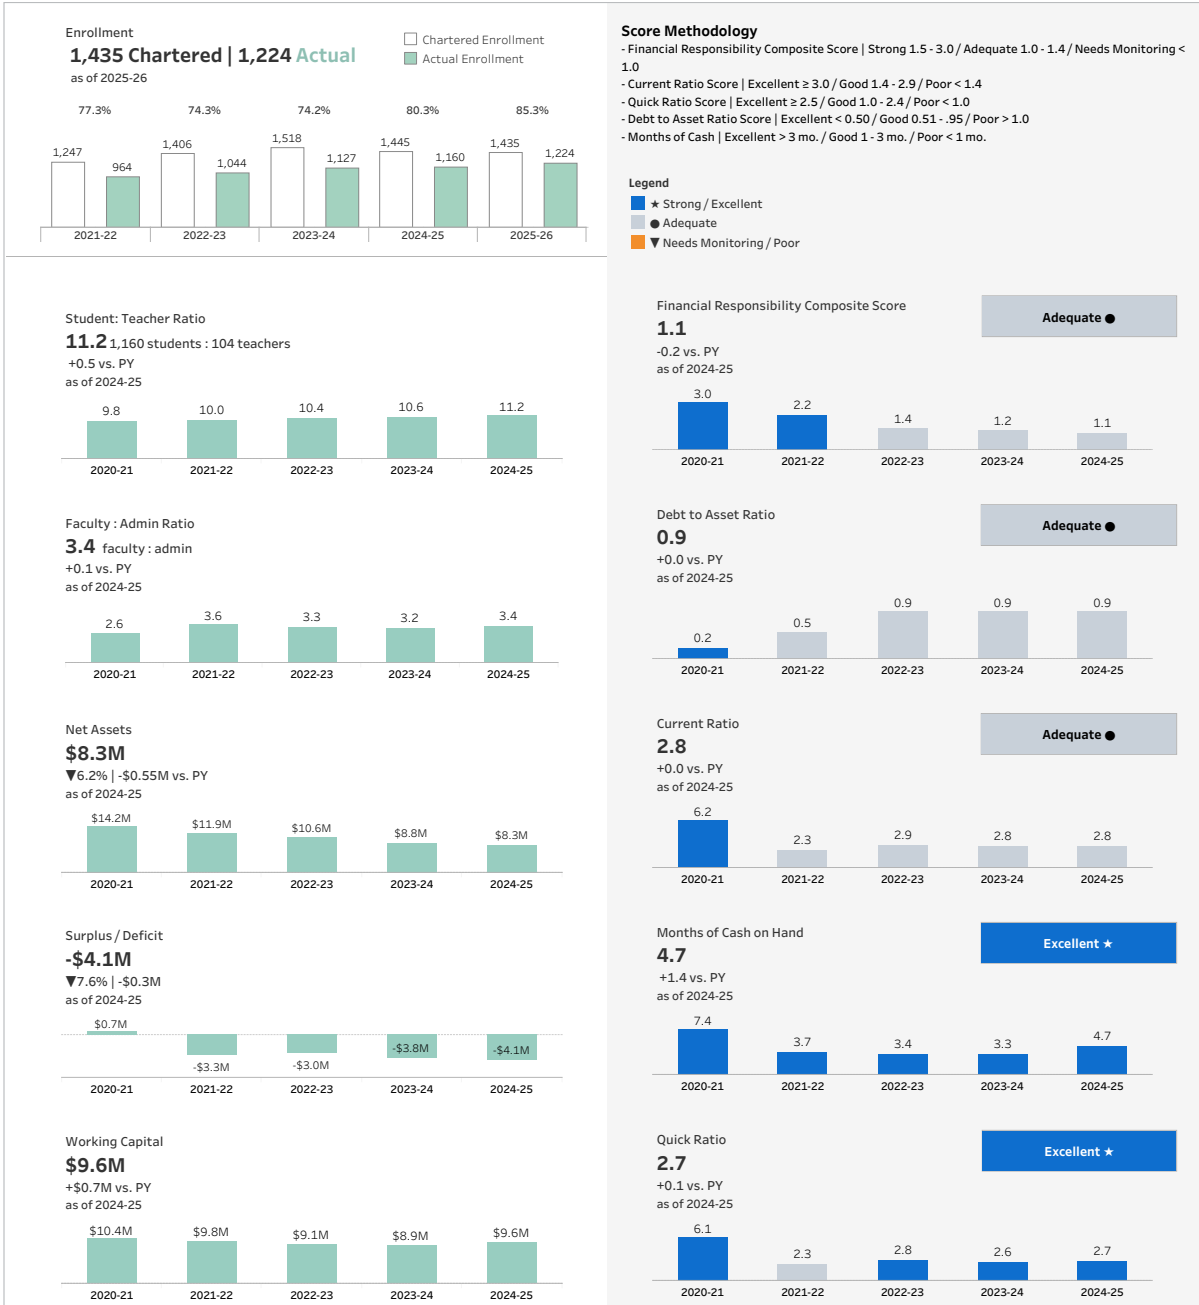 Enrollment
1,435 Chartered | 1,224 Actual
as of 2025-26
Chartered Enrollment
Actual Enrollment
77.3% 74.3% 74.2% 80.3% 85.3%
1,247 964 1,406 1,044 1,518 1,127 1,445 1,160 1,435 1,224
2021-22 2022-23 2023-24 2024-25 2025-26
Score Methodology
- Financial Responsibility Composite Score | Strong 1.5 - 3.0 / Adequate 1.0 - 1.4 / Needs Monitoring <
1.0
- Current Ratio Score | Excellent ≥ 3.0 / Good 1.4 - 2.9 / Poor < 1.4
- Quick Ratio Score | Excellent ≥ 2.5 / Good 1.0 - 2.4 / Poor < 1.0
- Debt to Asset Ratio Score | Excellent < 0.50 / Good 0.51 - .95 / Poor > 1.0
- Months of Cash | Excellent > 3 mo. / Good 1 - 3 mo. / Poor < 1 mo.
Legend
★ Strong / Excellent
● Adequate
▼ Needs Monitoring / Poor
Student: Teacher Ratio
11.2 1,160 students : 104 teachers
+0.5 vs. PY
as of 2024-25
9.8 10.0 10.4 10.6 11.2
2020-21 2021-22 2022-23 2023-24 2024-25
Faculty : Admin Ratio
3.4 faculty : admin
+0.1 vs. PY
as of 2024-25
2.6 3.6 3.3 3.2 3.4
2020-21 2021-22 2022-23 2023-24 2024-25
Net Assets
$8.3M
▼6.2% | -$0.55M vs. PY
as of 2024-25
$14.2M $11.9M $10.6M $8.8M $8.3M
2020-21 2021-22 2022-23 2023-24 2024-25
Surplus / Deficit
-$4.1M
▼7.6% | -$0.3M
as of 2024-25
$0.7M -$3.3M -$3.0M -$3.8M -$4.1M
2020-21 2021-22 2022-23 2023-24 2024-25
Working Capital
$9.6M
+$0.7M vs. PY
as of 2024-25
$10.4M $9.8M $9.1M $8.9M $9.6M
2020-21 2021-22 2022-23 2023-24 2024-25
Financial Responsibility Composite Score
1.1
-0.2 vs. PY
as of 2024-25
Adequate ●
3.0 2.2 1.4 1.2 1.1
2020-21 2021-22 2022-23 2023-24 2024-25
Debt to Asset Ratio
0.9
+0.0 vs. PY
as of 2024-25
Adequate ●
0.2 0.5 0.9 0.9 0.9
2020-21 2021-22 2022-23 2023-24 2024-25
Current Ratio
2.8
+0.0 vs. PY
as of 2024-25
Adequate ●
6.2 2.3 2.9 2.8 2.8
2020-21 2021-22 2022-23 2023-24 2024-25
Months of Cash on Hand
4.7
+1.4 vs. PY
as of 2024-25
Excellent ★
7.4 3.7 3.4 3.3 4.7
2020-21 2021-22 2022-23 2023-24 2024-25
Quick Ratio
2.7
+0.1 vs. PY
as of 2024-25
Excellent ★
6.1 2.3 2.8 2.6 2.7
2020-21 2021-22 2022-23 2023-24 2024-25